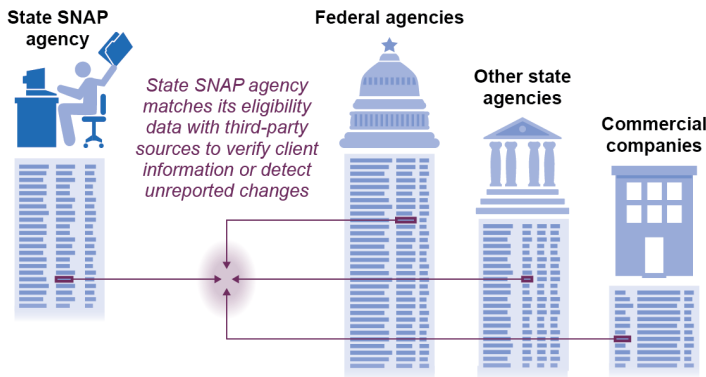 State SNAP
agency
State SNAP agency
matches its eligibility
data with third-party
sources to verify client
information or detect
unreported changes
Federal agencies
Other state
agencies
Commercial
companies